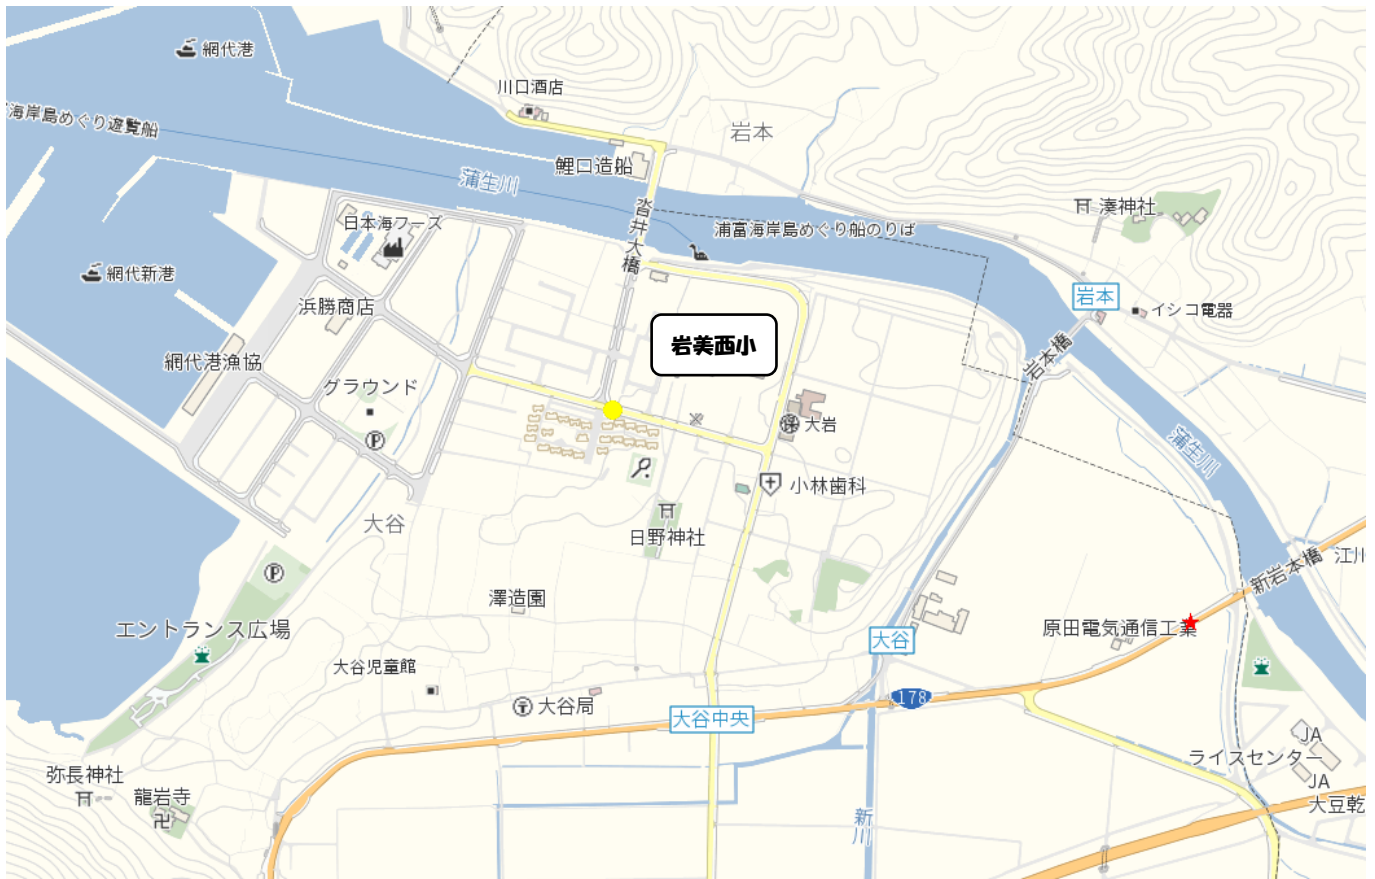 網代港
川口酒店
海岸島めぐり遊覧船
岩本
鯉口造船
蒲生川
湊神社
沓井大橋
日本海フーズ
浦富海岸島めぐり船のりば
網代新港
岩本
浜勝商店
イシコ電器
岩美西小
岩本橋
網代港漁協
グラウンド
P
大岩
蒲生川
小林歯科
大谷
日野神社
P
新岩本橋
江川
澤造園
エントランス広場
原田電気通信工業
大谷
大谷児童館
178
大谷局
大谷中央
JA
ライスセンター
弥長神社
JA
龍岩寺
大豆乾
新川